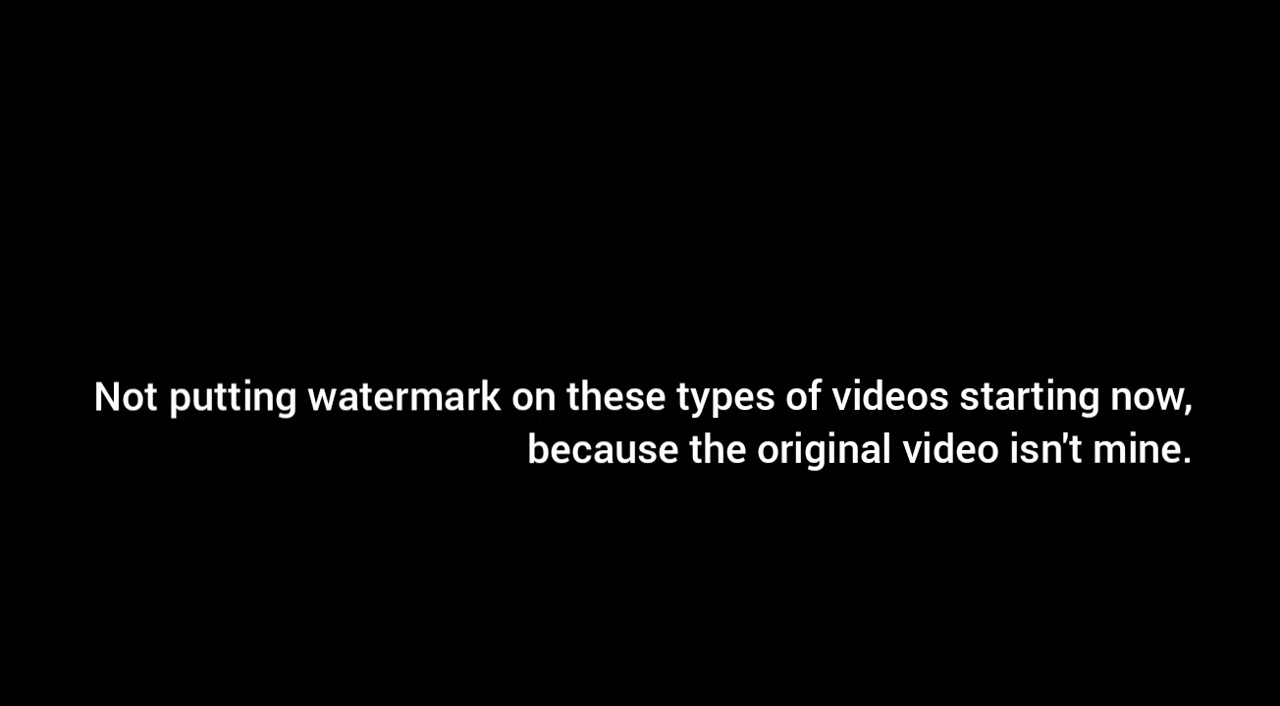 Not putting watermark on these types of videos starting now,
because the original video isn't mine.